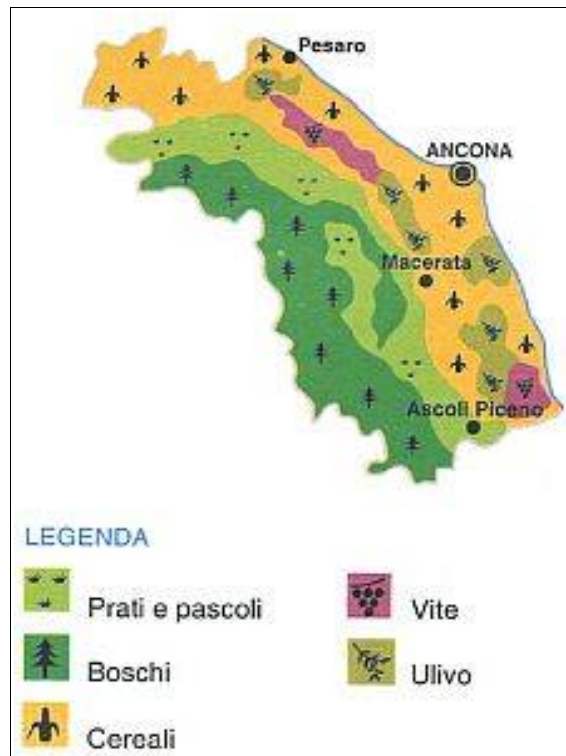 Pesaro
ANCONA
Macerata
Ascoli Piceno
LEGENDA
Prati e pascoli
Vite
Boschi
Ulivo
Cereali